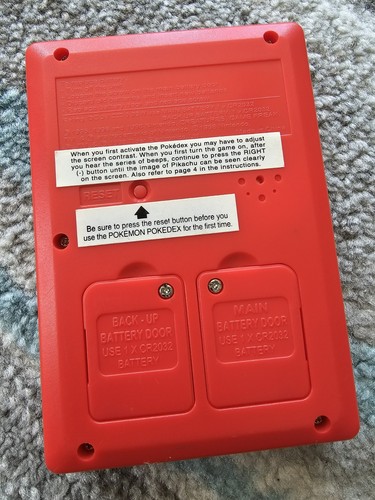 When you first activate the Pokédex you may have to adjust
the screen contrast. When you first turn the game on, after
you hear the series of beeps, continue to press the RIGHT
(-) button until the image of Pikachu can be seen clearly
on the screen. Also refer to page 4 in the instructions.
RESET
Be sure to press the reset button before you
use the POKEMON POKEDEX for the first time.
BACK-UP
BATTERY DOOR
USE 1 X CR2032
BATTERY
MAIN
BATTERY DOOR
USE 1 X CR2032
BATTERY